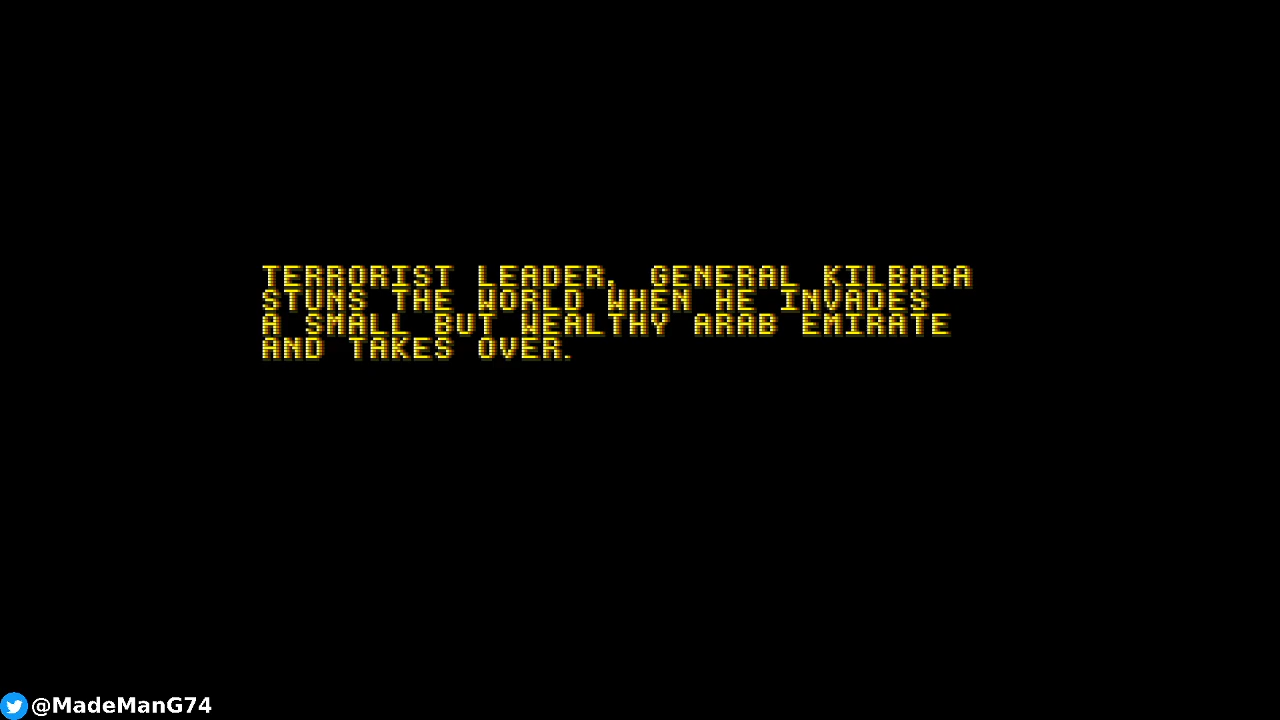 TERRORIST LEADER, GENERAL KILBABA
STUNS THE WORLD WHEN HE INVADES
A SMALL BUT WEALTHY ARAB EMIRATE
AND TAKES OVER.
@MadeManG74